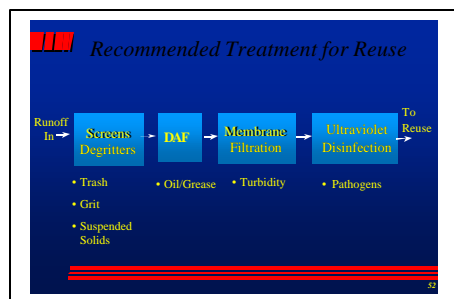 Recommended Treatment for Reuse
Runoff
In
Screens
Degritters
DAF
Membrane
Filtration
Ultraviolet
Disinfection
To
Reuse
• Trash
• Grit
• Suspended
Solids
• Oil/Grease
• Turbidity
• Pathogens
52